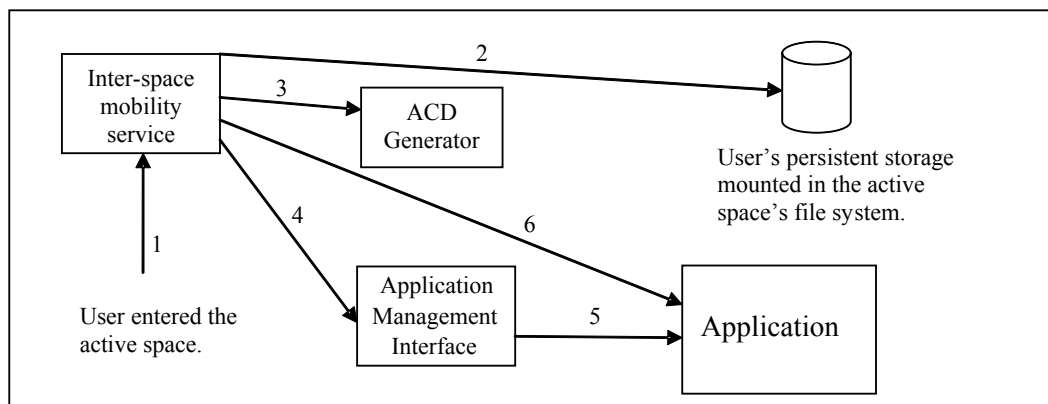 2
Inter-space
mobility
service
3
ACD
Generator
User's persistent storage
mounted in the active
space's file system.
4
6
1
Application
Management
Interface
5
Application
User entered the
active space.